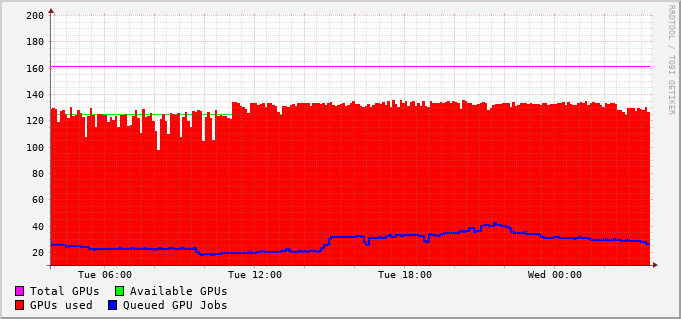 200
180
160
140
120
100
80
60
40
20
Tue 06:00 Tue 12:00 Tue 18:00 Wed 00:00
Total GPUs Available GPUs
GPUs used Queued GPU Jobs
RRDTOOL / TOBI OETIKER